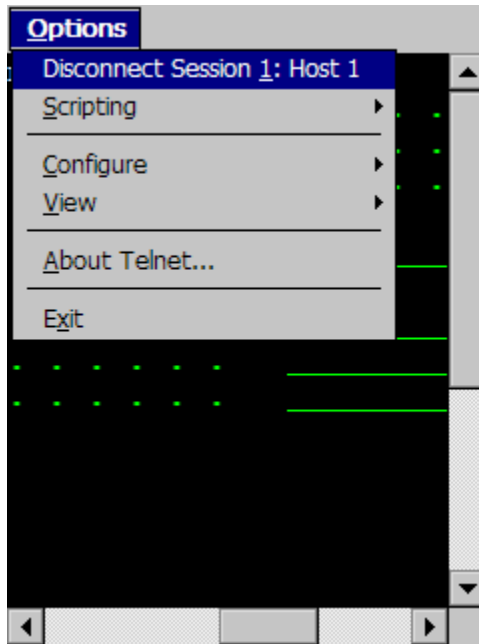 Options
Disconnect Session 1: Host 1
Scripting
Configure
View
About Telnet...
Exit